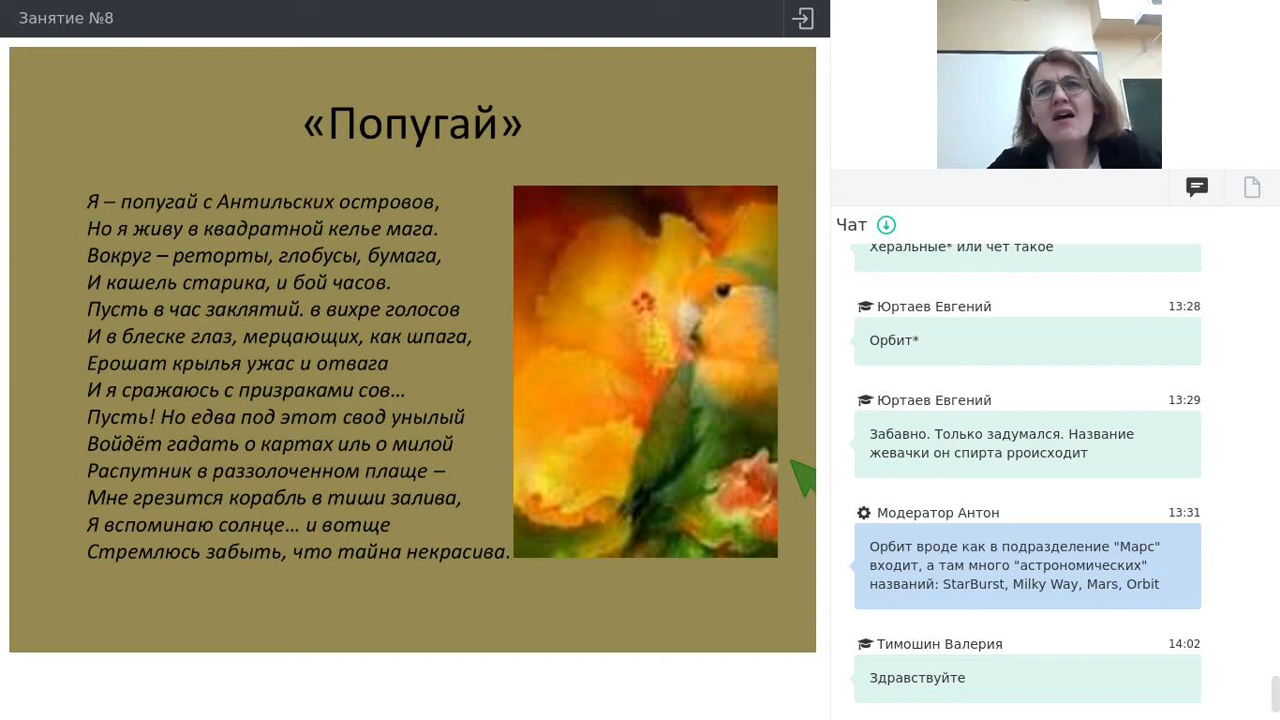 Занятие №8
«Попугай»
Я – попугай с Антильских островов,
Но я живу в квадратной келье мага.
Вокруг – реторты, глобусы, бумага,
И кашель старика, и бой часов.
Пусть в час заклятий. в вихре голосов
И в блеске глаз, мерцающих, как шпага,
Ерошат крылья ужас и отвага
И я сражаюсь с призраками сов…
Пусть! Но едва под этот свод унылый
Войдёт гадать о картах иль о милой
Распутник в раззолоченном плаще –
Мне грезится корабль в тиши залива,
Я вспоминаю солнце… и вотще
Стремлюсь забыть, что тайна некрасива.
Чат
Херальные* или чет такое
Юртаев Евгений 13:28
Орбит*
Юртаев Евгений 13:29
Забавно. Только задумался. Название
жевачки он спирта рроисходит
Модератор Антон 13:31
Орбит вроде как в подразделение "Марс"
входит, а там много "астрономических"
названий: StarBurst, Milky Way, Mars, Orbit
Тимошин Валерия 14:02
Здравствуйте